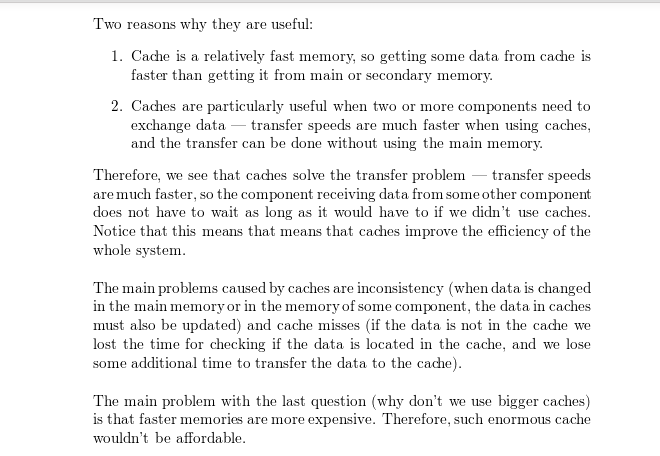 Two reasons why they are useful:
1. Cache is a relatively fast memory, so getting some data from cache is
faster than getting it from main or secondary memory.
2. Caches are particularly useful when two or more components need to
exchange data — transfer speeds are much faster when using caches,
and the transfer can be done without using the main memory.
Therefore, we see that caches solve the transfer problem — transfer speeds
are much faster, so the component receiving data from some other component
does not have to wait as long as it would have to if we didn't use caches.
Notice that this means that means that caches improve the efficiency of the
whole system.
The main problems caused by caches are inconsistency (when data is changed
in the main memory or in the memory of some component, the data in caches
must also be updated) and cache misses (if the data is not in the cache we
lost the time for checking if the data is located in the cache, and we lose
some additional time to transfer the data to the cache).
The main problem with the last question (why don't we use bigger caches)
is that faster memories are more expensive. Therefore, such enormous cache
wouldn't be affordable.